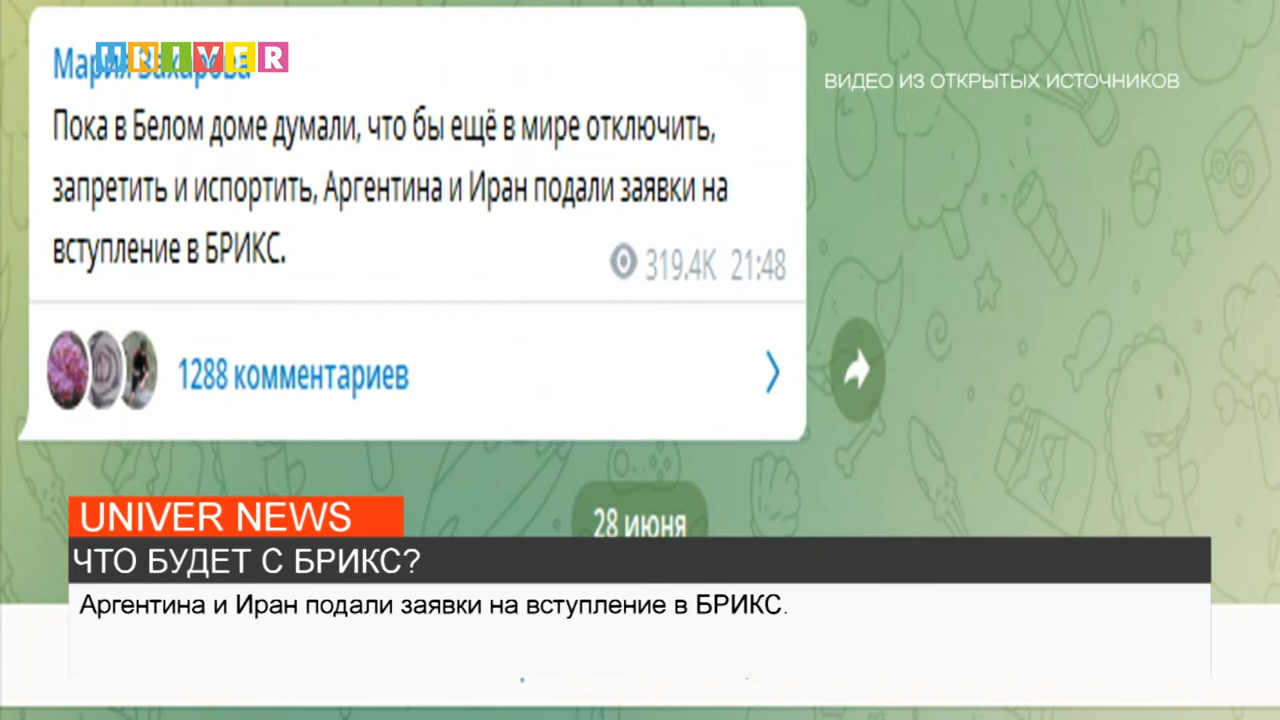 UNIVER
Мария Захарова
ВИДЕО ИЗ ОТКРЫТЫХ ИСТОЧНИКОВ
Пока в Белом доме думали, что бы ещё в мире отключить,
запретить и испортить, Аргентина и Иран подали заявки на
вступление в БРИКС.
319.4K 21:48
1288 комментариев
28 июня
UNIVER NEWS
ЧТО БУДЕТ С БРИКС?
Аргентина и Иран подали заявки на вступление в БРИКС.